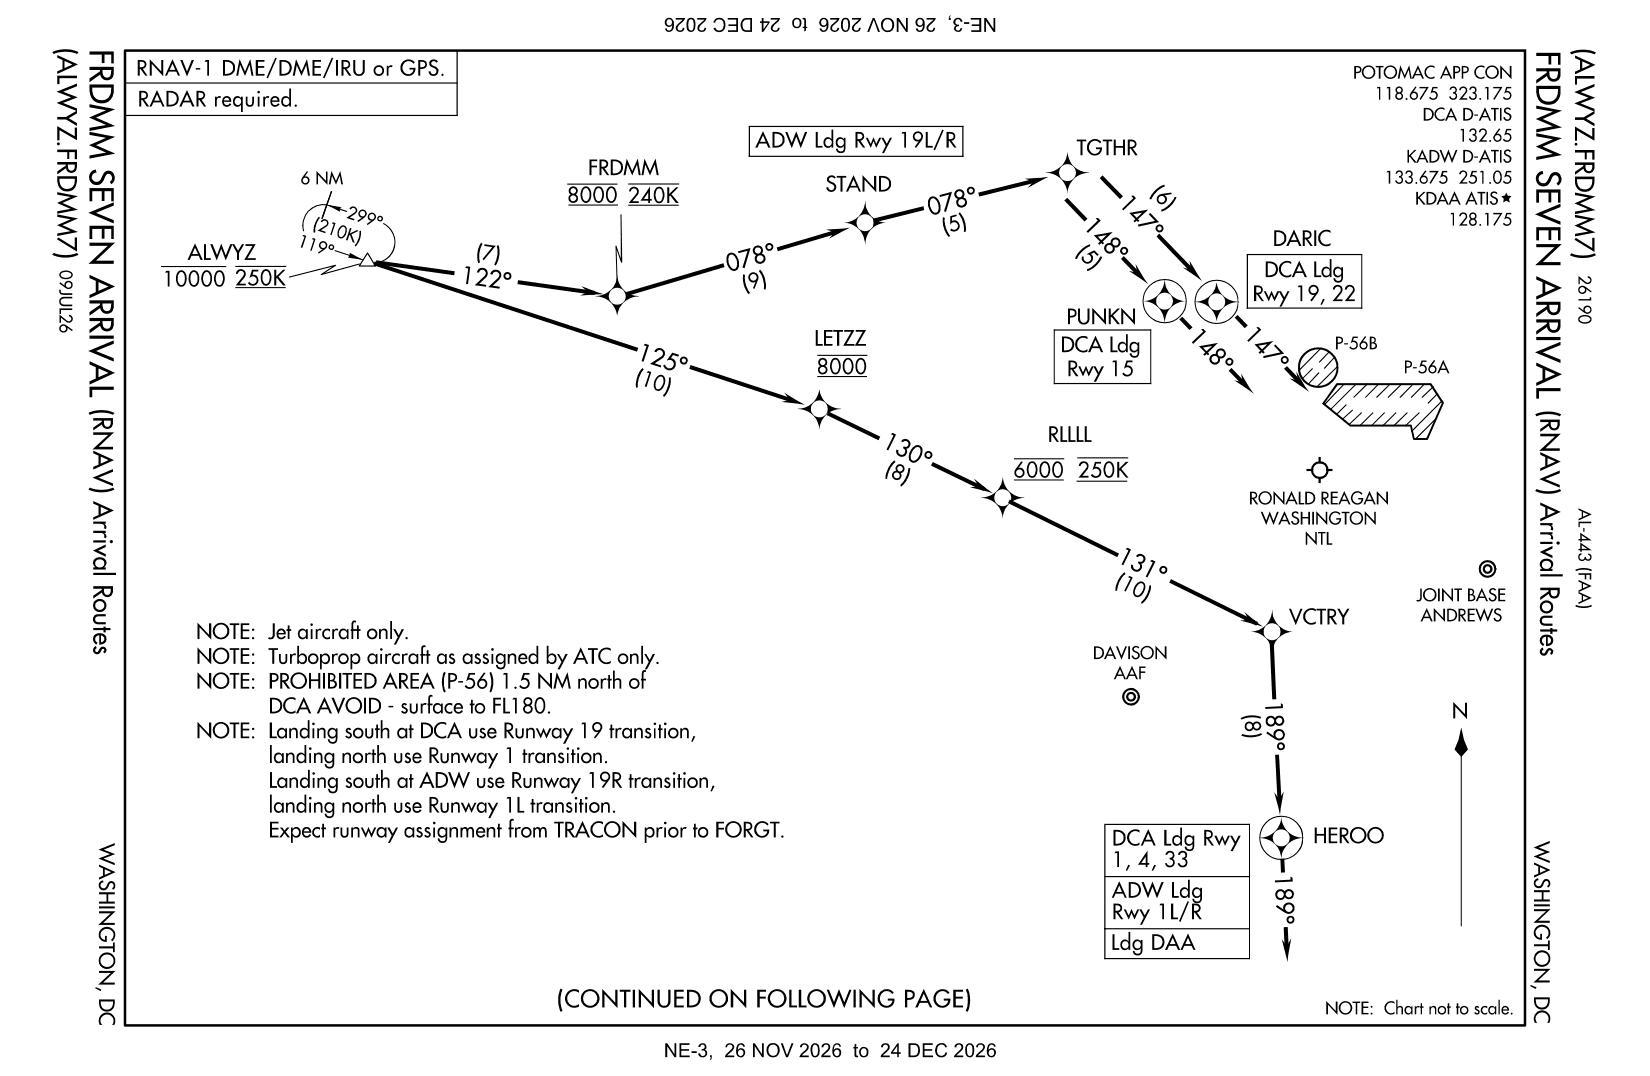 NE-3, 26 NOV 2026 to 24 DEC 2026
(ALWYZ.FRDMM7) 09JUL26
FRDMM SEVEN ARRIVAL (RNAV) Arrival Routes
WASHINGTON, DC
RNAV-1 DME/DME/IRU or GPS.
RADAR required.
POTOMAC APP CON
118.675 323.175
DCA D-ATIS
132.65
KADW D-ATIS
133.675 251.05
KDAA ATIS★
128.175
ADW Ldg Rwy 19L/R
TGTHR
FRDMM
8000 240K
STAND
078°
(5)
6 NM
299°
(210K)
119°
ALWYZ
10000 250K
(7)
122°
078°
(9)
(6)
147°
148°
(5)
DARIC
DCA Ldg
Rwy 19, 22
PUNKN
DCA Ldg
Rwy 15
148°
147°
P-56B
P-56A
LETZZ
8000
125°
(10)
130°
(8)
RLLLL
6000 250K
RONALD REAGAN
WASHINGTON
NTL
131°
(10)
JOINT BASE
ANDREWS
VCTRY
DAVISON
AAF
189°
(8)
N
NOTE: Jet aircraft only.
NOTE: Turboprop aircraft as assigned by ATC only.
NOTE: PROHIBITED AREA (P-56) 1.5 NM north of
DCA AVOID - surface to FL180.
NOTE: Landing south at DCA use Runway 19 transition,
landing north use Runway 1 transition.
Landing south at ADW use Runway 19R transition,
landing north use Runway 1L transition.
Expect runway assignment from TRACON prior to FORGT.
HEROO
DCA Ldg Rwy
1, 4, 33
ADW Ldg
Rwy 1L/R
Ldg DAA
189°
(CONTINUED ON FOLLOWING PAGE)
NOTE: Chart not to scale.
FRDMM SEVEN ARRIVAL (RNAV) Arrival Routes
WASHINGTON, DC
(ALWYZ.FRDMM7) 26190
AL-443 (FAA)
NE-3, 26 NOV 2026 to 24 DEC 2026